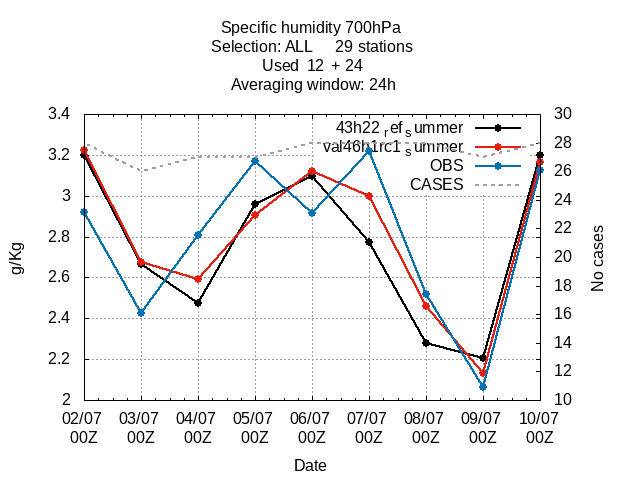 Specific humidity 700hPa
Selection: ALL 29 stations
Used 12 + 24
Averaging window: 24h
3.4
3.2
3
2.8
2.6
2.4
2.2
2
30
28
26
24
22
20
18
16
14
12
10
43h22_ref_summer
val46h1rc1_summer
OBS
CASES
g/Kg
No cases
02/07 03/07 04/07 05/07 06/07 07/07 08/07 09/07 10/07
00Z 00Z 00Z 00Z 00Z 00Z 00Z 00Z 00Z
Date